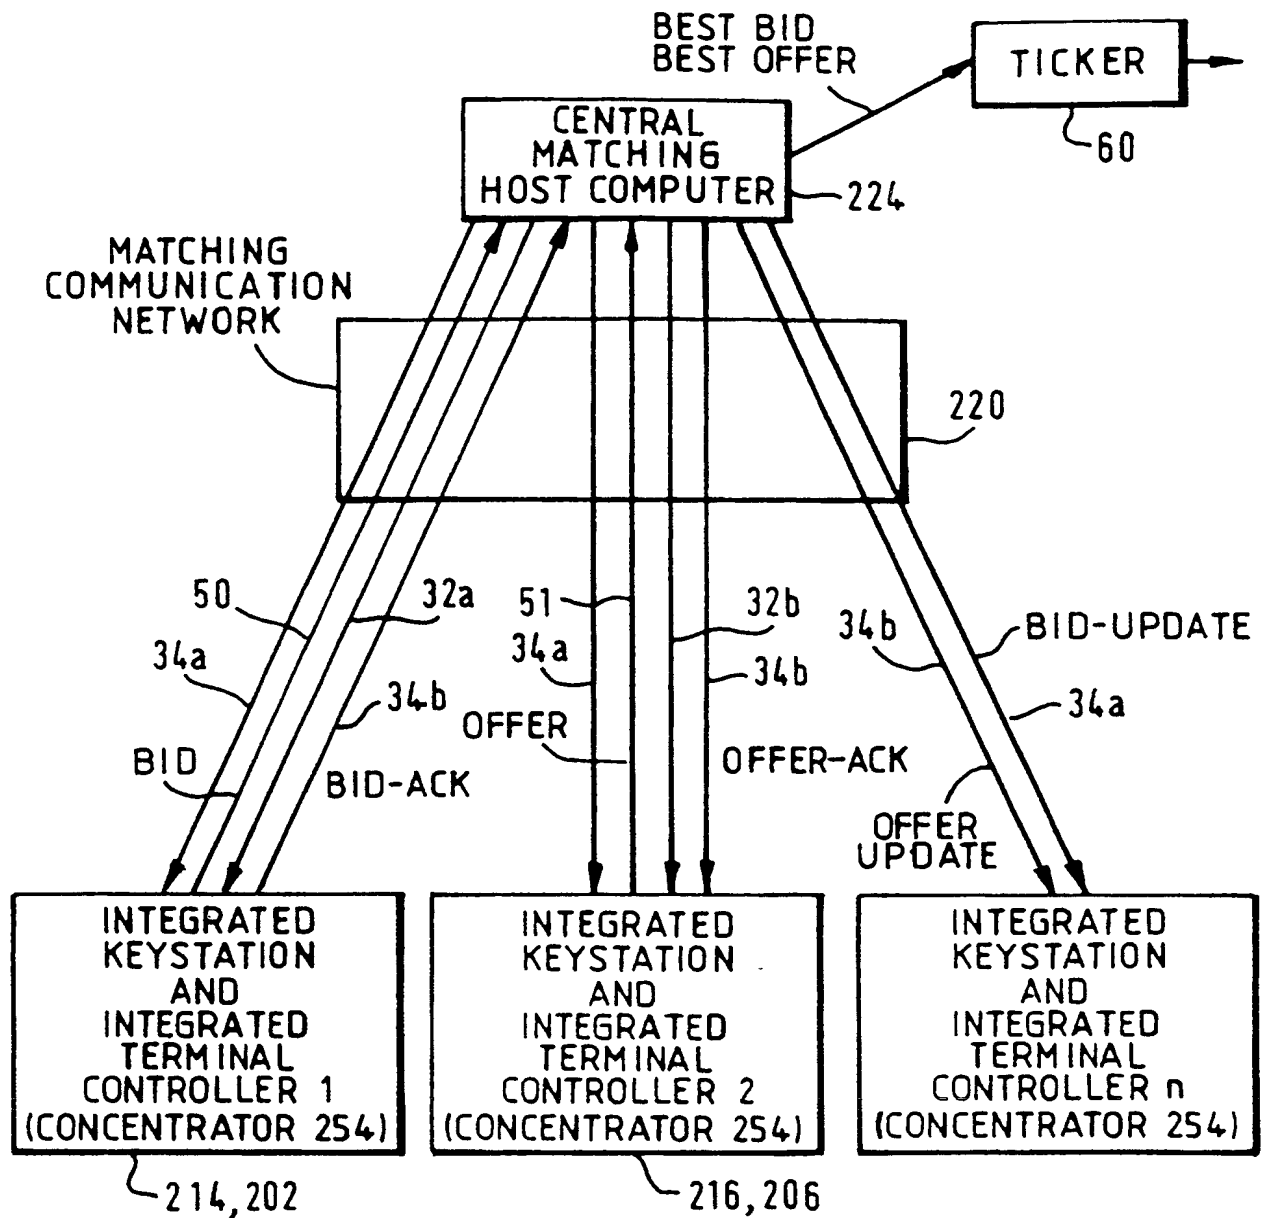 BEST BID
BEST OFFER
TICKER
60
CENTRAL
MATCHING
HOST COMPUTER
224
MATCHING
COMMUNICATION
NETWORK
220
50
32a
51
32b
34a
34a
34b
BID-UPDATE
34b
34b
34a
OFFER
BID
BID-ACK
OFFER-ACK
OFFER
UPDATE
INTEGRATED
KEYSTATION
AND
INTEGRATED
TERMINAL
CONTROLLER 1
(CONCENTRATOR 254)
214,202
INTEGRATED
KEYSTATION
AND
INTEGRATED
TERMINAL
CONTROLLER 2
(CONCENTRATOR 254)
216,206
INTEGRATED
KEYSTATION
AND
INTEGRATED
TERMINAL
CONTROLLER n
(CONCENTRATOR 254)